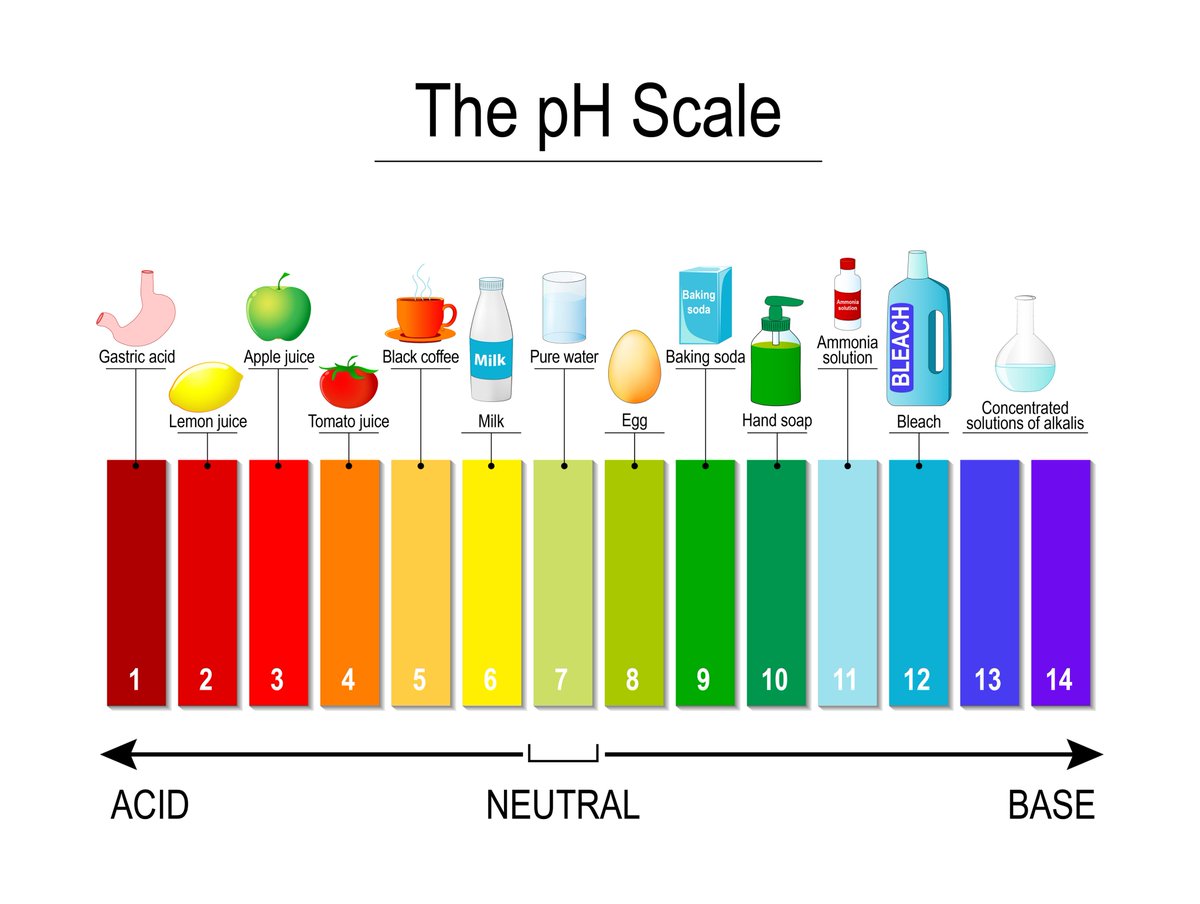 The pH Scale
Baking
soda
Ammonia
solution
BLEACH
Milk
Gastric acid
Apple juice
Black coffee
Pure water
Baking soda
Ammonia
solution
Lemon juice
Tomato juice
Milk
Egg
Hand soap
Bleach
Concentrated
solutions of alkalis
1 2 3 4 5 6 7 8 9 10 11 12 13 14
ACID NEUTRAL BASE